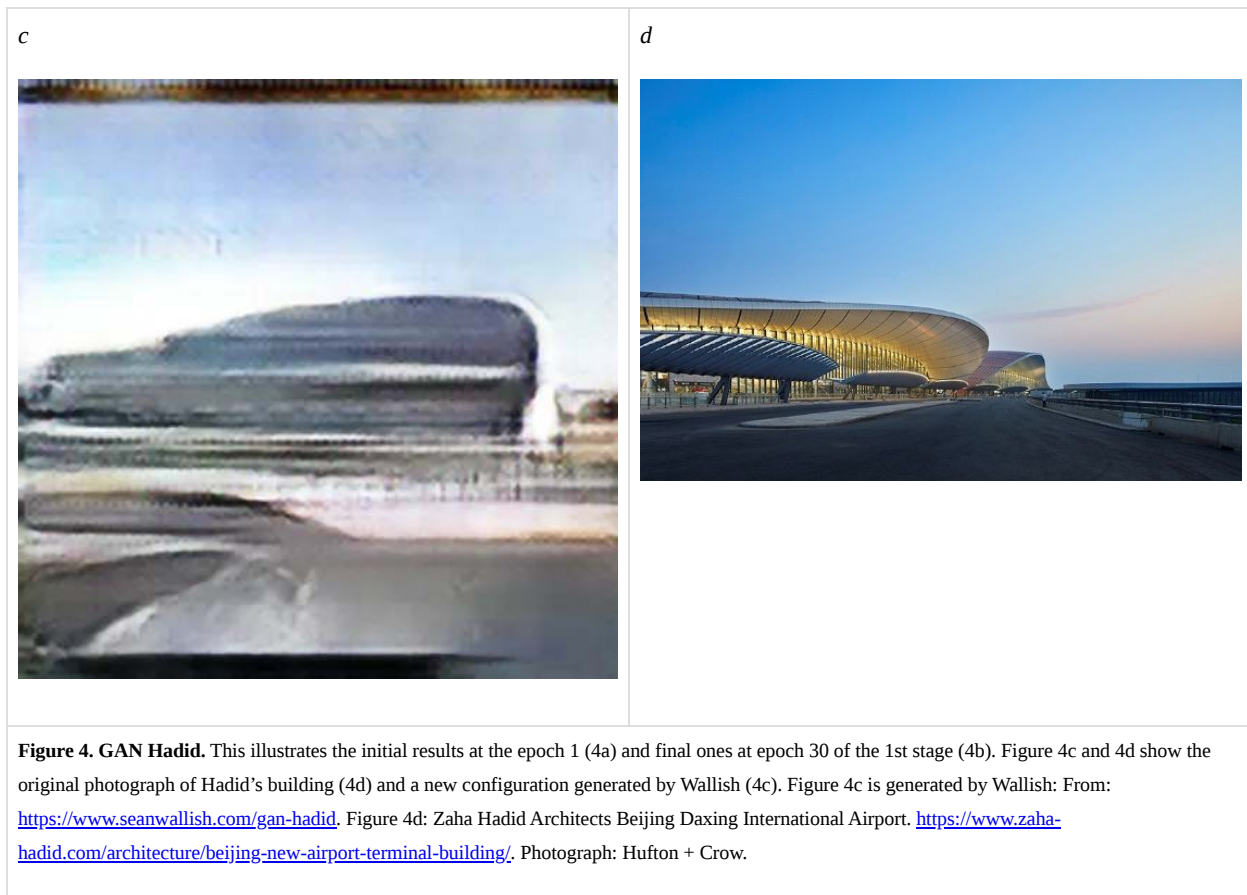 c
d
Figure 4. GAN Hadid. This illustrates the initial results at the epoch 1 (4a) and final ones at epoch 30 of the 1st stage (4b). Figure 4c and 4d show the
original photograph of Hadid’s building (4d) and a new configuration generated by Wallish (4c). Figure 4c is generated by Wallish: From:
https://www.seanwallish.com/gan-hadid. Figure 4d: Zaha Hadid Architects Beijing Daxing International Airport. https://www.zaha-
hadid.com/architecture/beijing-new-airport-terminal-building/. Photograph: Hufton + Crow.